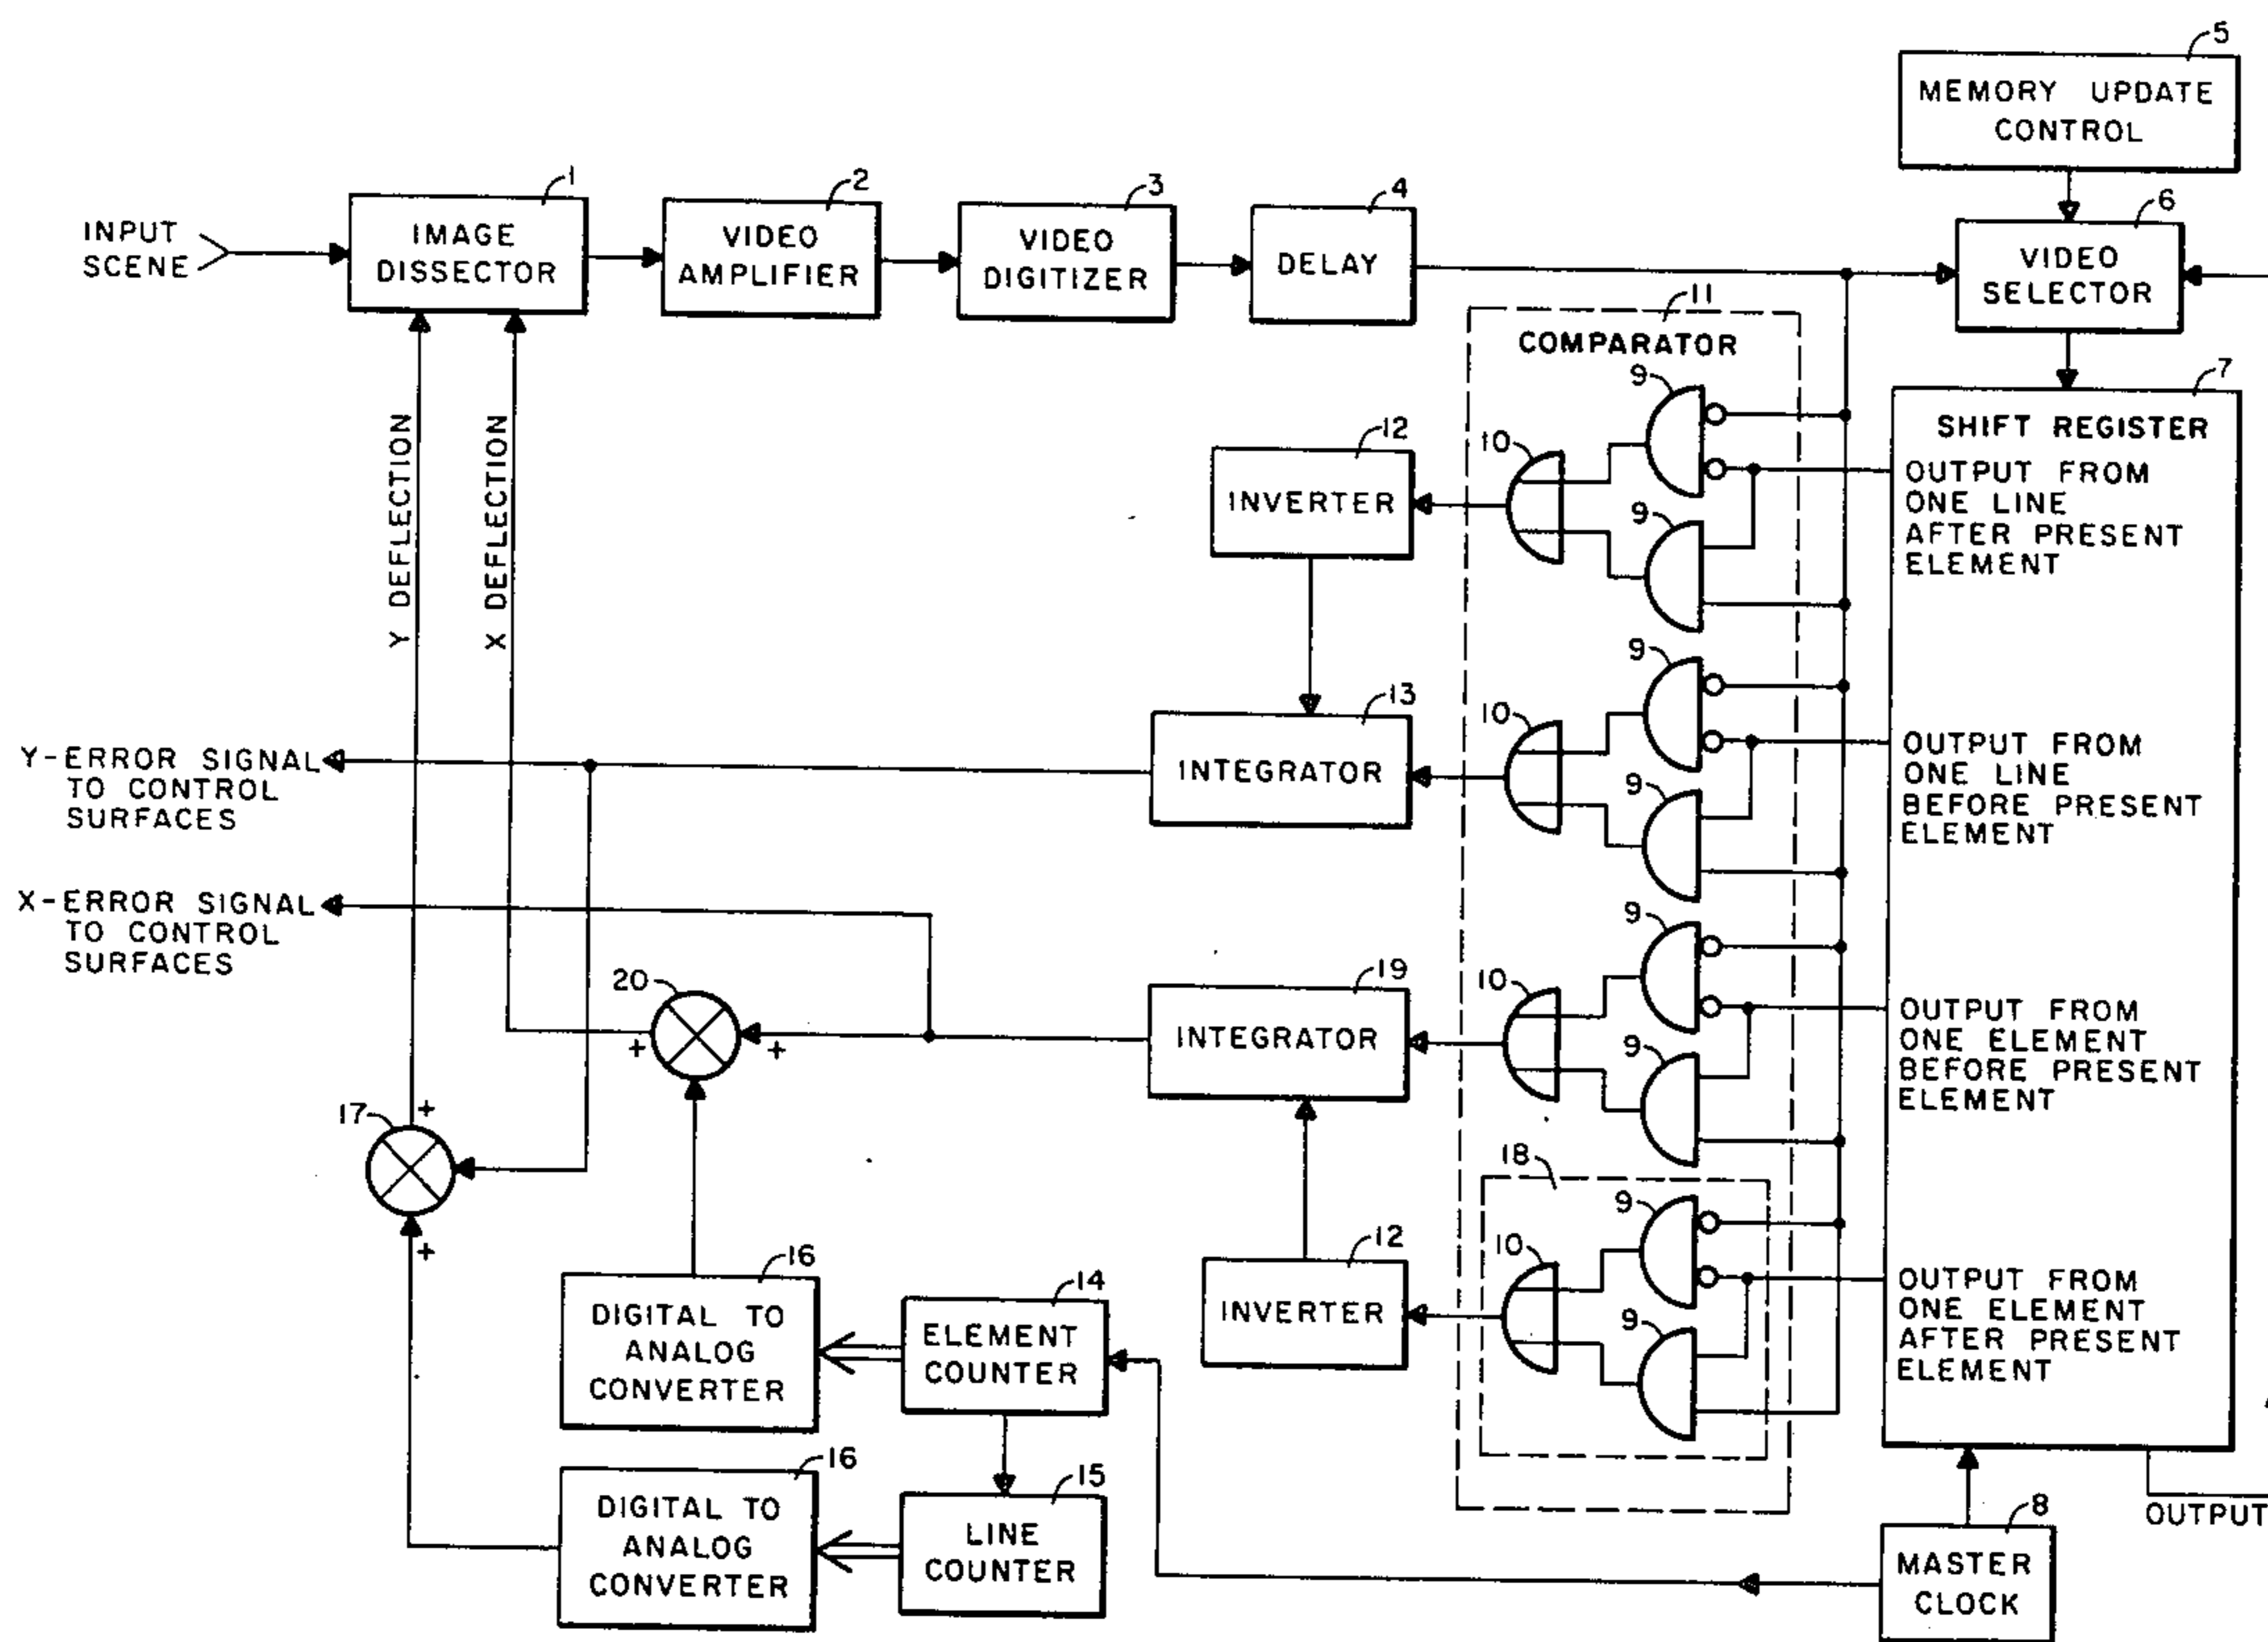 5
MEMORY UPDATE
CONTROL
1
2
3
4
6
INPUT
SCENE
IMAGE
DISSECTOR
VIDEO
AMPLIFIER
VIDEO
DIGITIZER
DELAY
VIDEO
SELECTOR
11
COMPARATOR
7
SHIFT REGISTER
OUTPUT FROM
ONE LINE
AFTER PRESENT
ELEMENT
9
10
9
12
INVERTER
Y DEFLECTION
X DEFLECTION
9
10
9
13
INTEGRATOR
OUTPUT FROM
ONE LINE
BEFORE PRESENT
ELEMENT
Y-ERROR SIGNAL
TO CONTROL
SURFACES
X-ERROR SIGNAL
TO CONTROL
SURFACES
9
10
9
19
INTEGRATOR
20
+
+
OUTPUT FROM
ONE ELEMENT
BEFORE PRESENT
ELEMENT
17
+
+
18
9
10
9
12
INVERTER
OUTPUT FROM
ONE ELEMENT
AFTER PRESENT
ELEMENT
16
DIGITAL TO
ANALOG
CONVERTER
14
ELEMENT
COUNTER
16
DIGITAL TO
ANALOG
CONVERTER
15
LINE
COUNTER
8
MASTER
CLOCK
OUTPUT